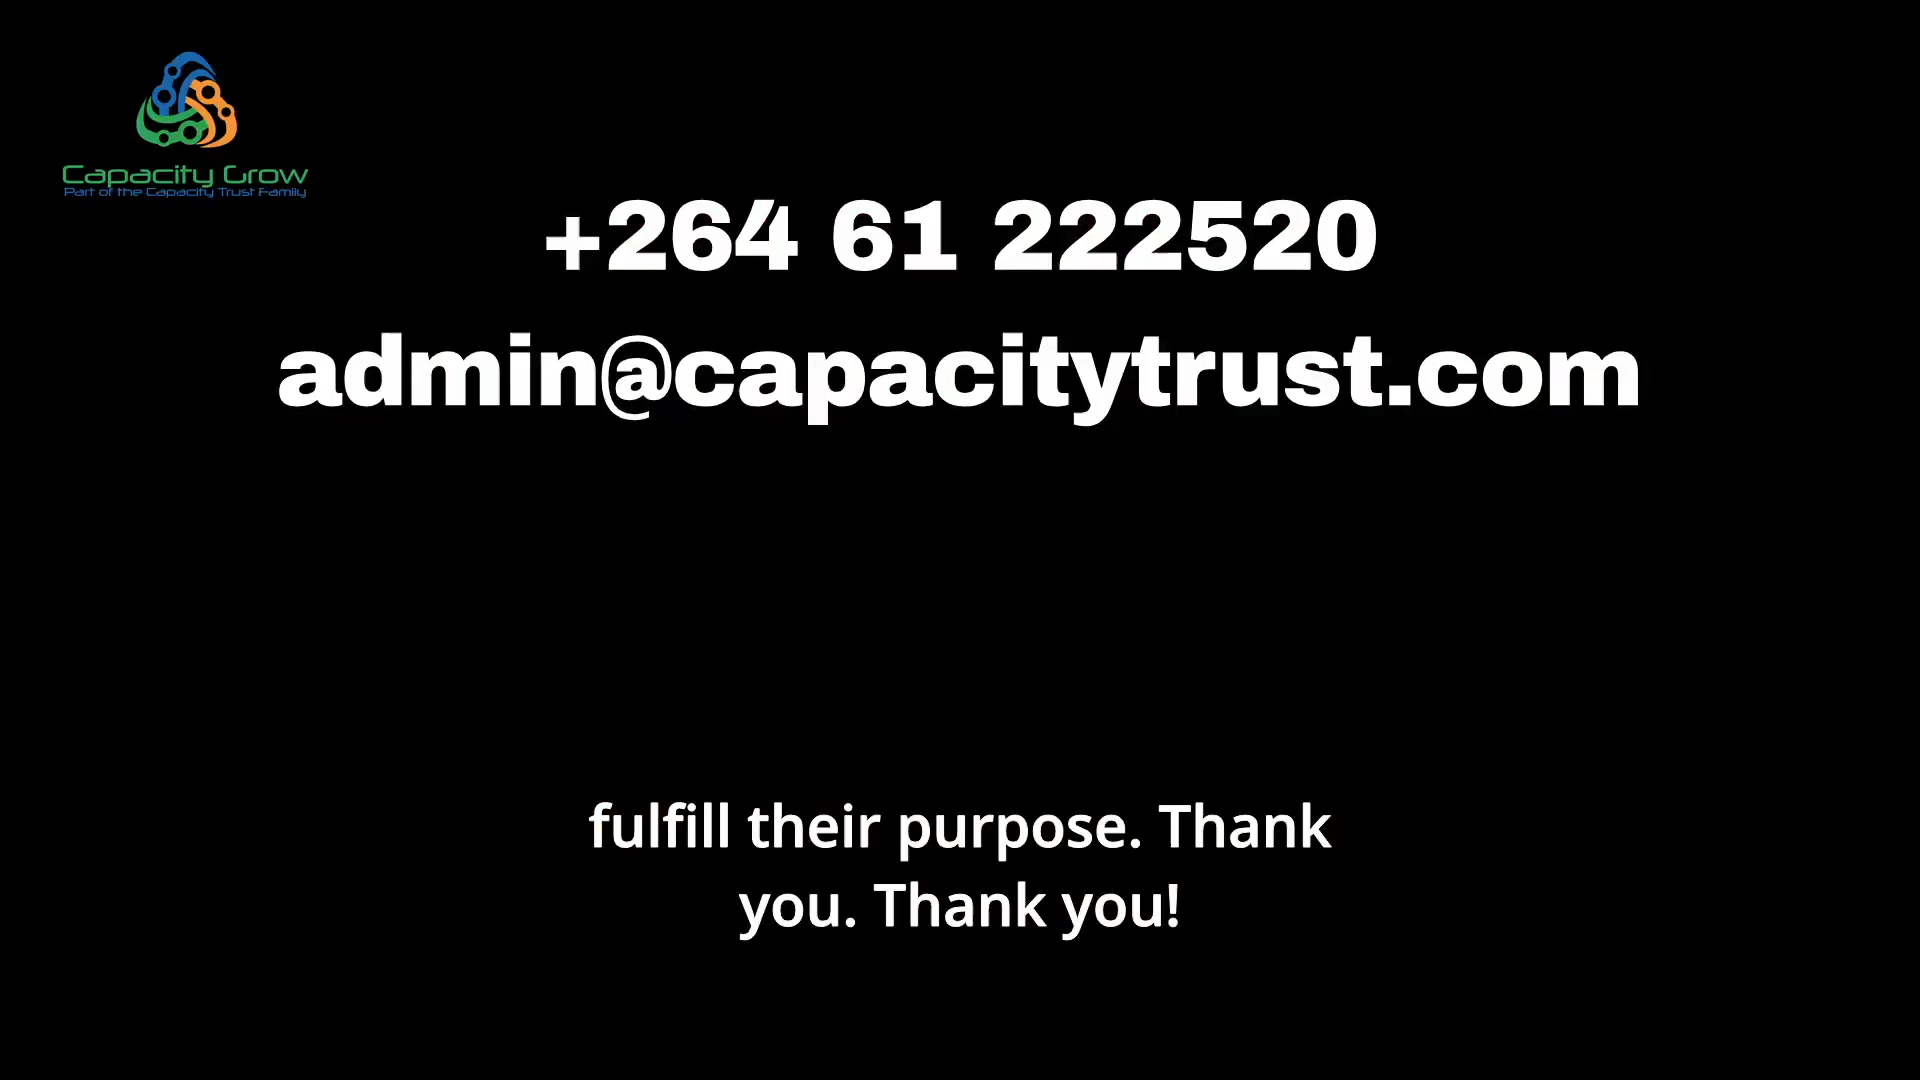 Capacity Grow
Part of the Capacity Trust Family
+264 61 222520
admin@capacitytrust.com
fulfill their purpose. Thank
you. Thank you!